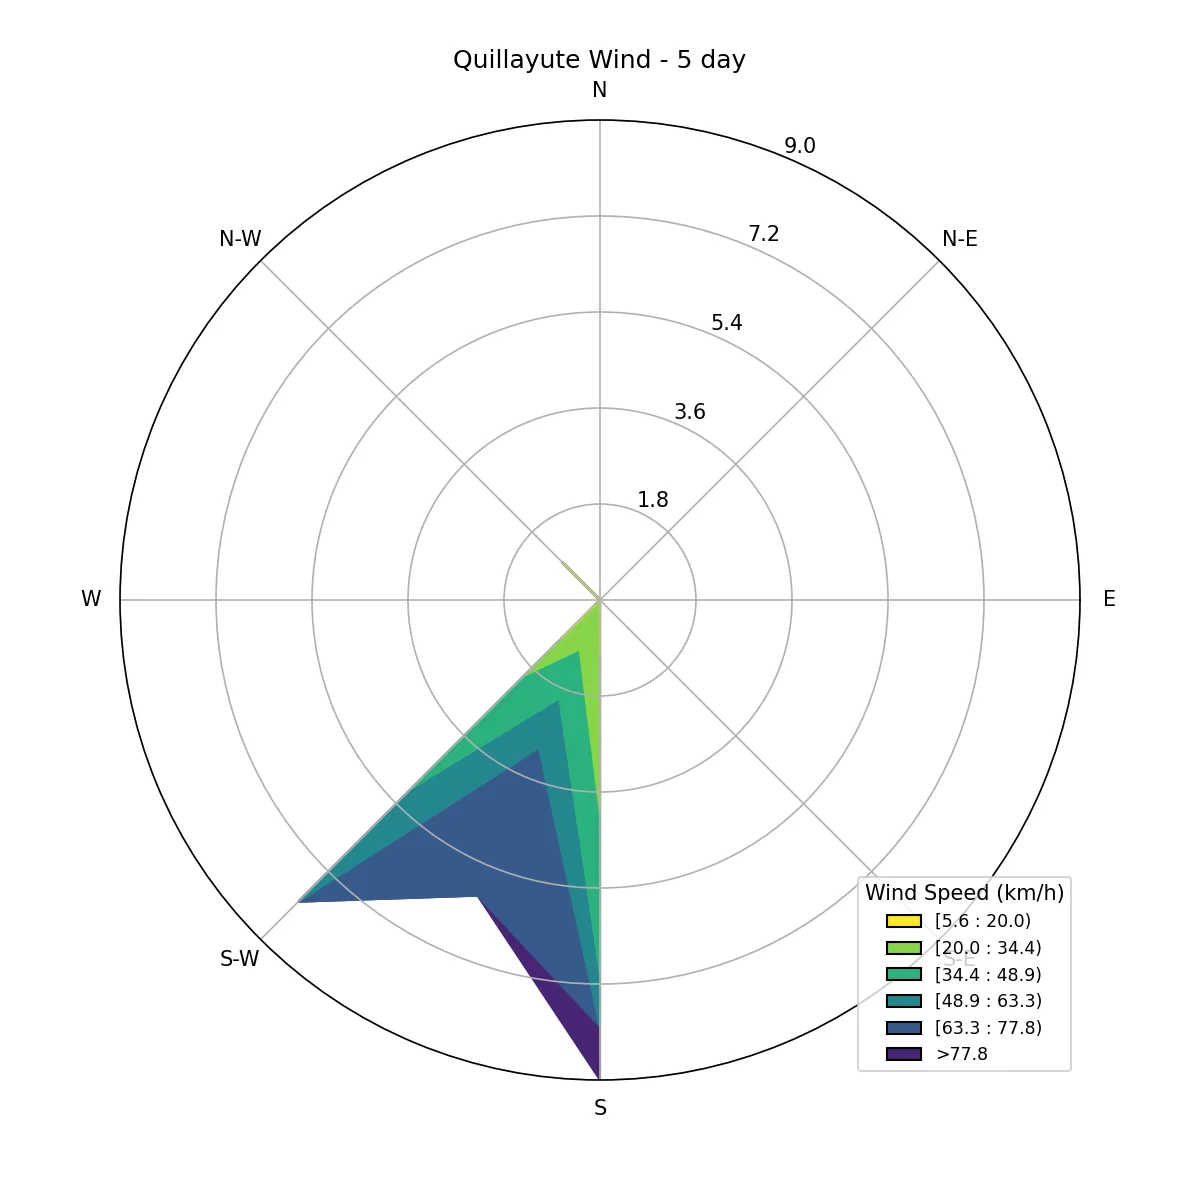 Quillayute Wind - 5 day
N
9.0
N-W
7.2
N-E
5.4
3.6
1.8
W
E
Wind Speed (km/h)
[5.6 : 20.0)
[20.0 : 34.4)
S-W
S-E
[34.4 : 48.9)
[48.9 : 63.3)
[63.3 : 77.8)
>77.8
S